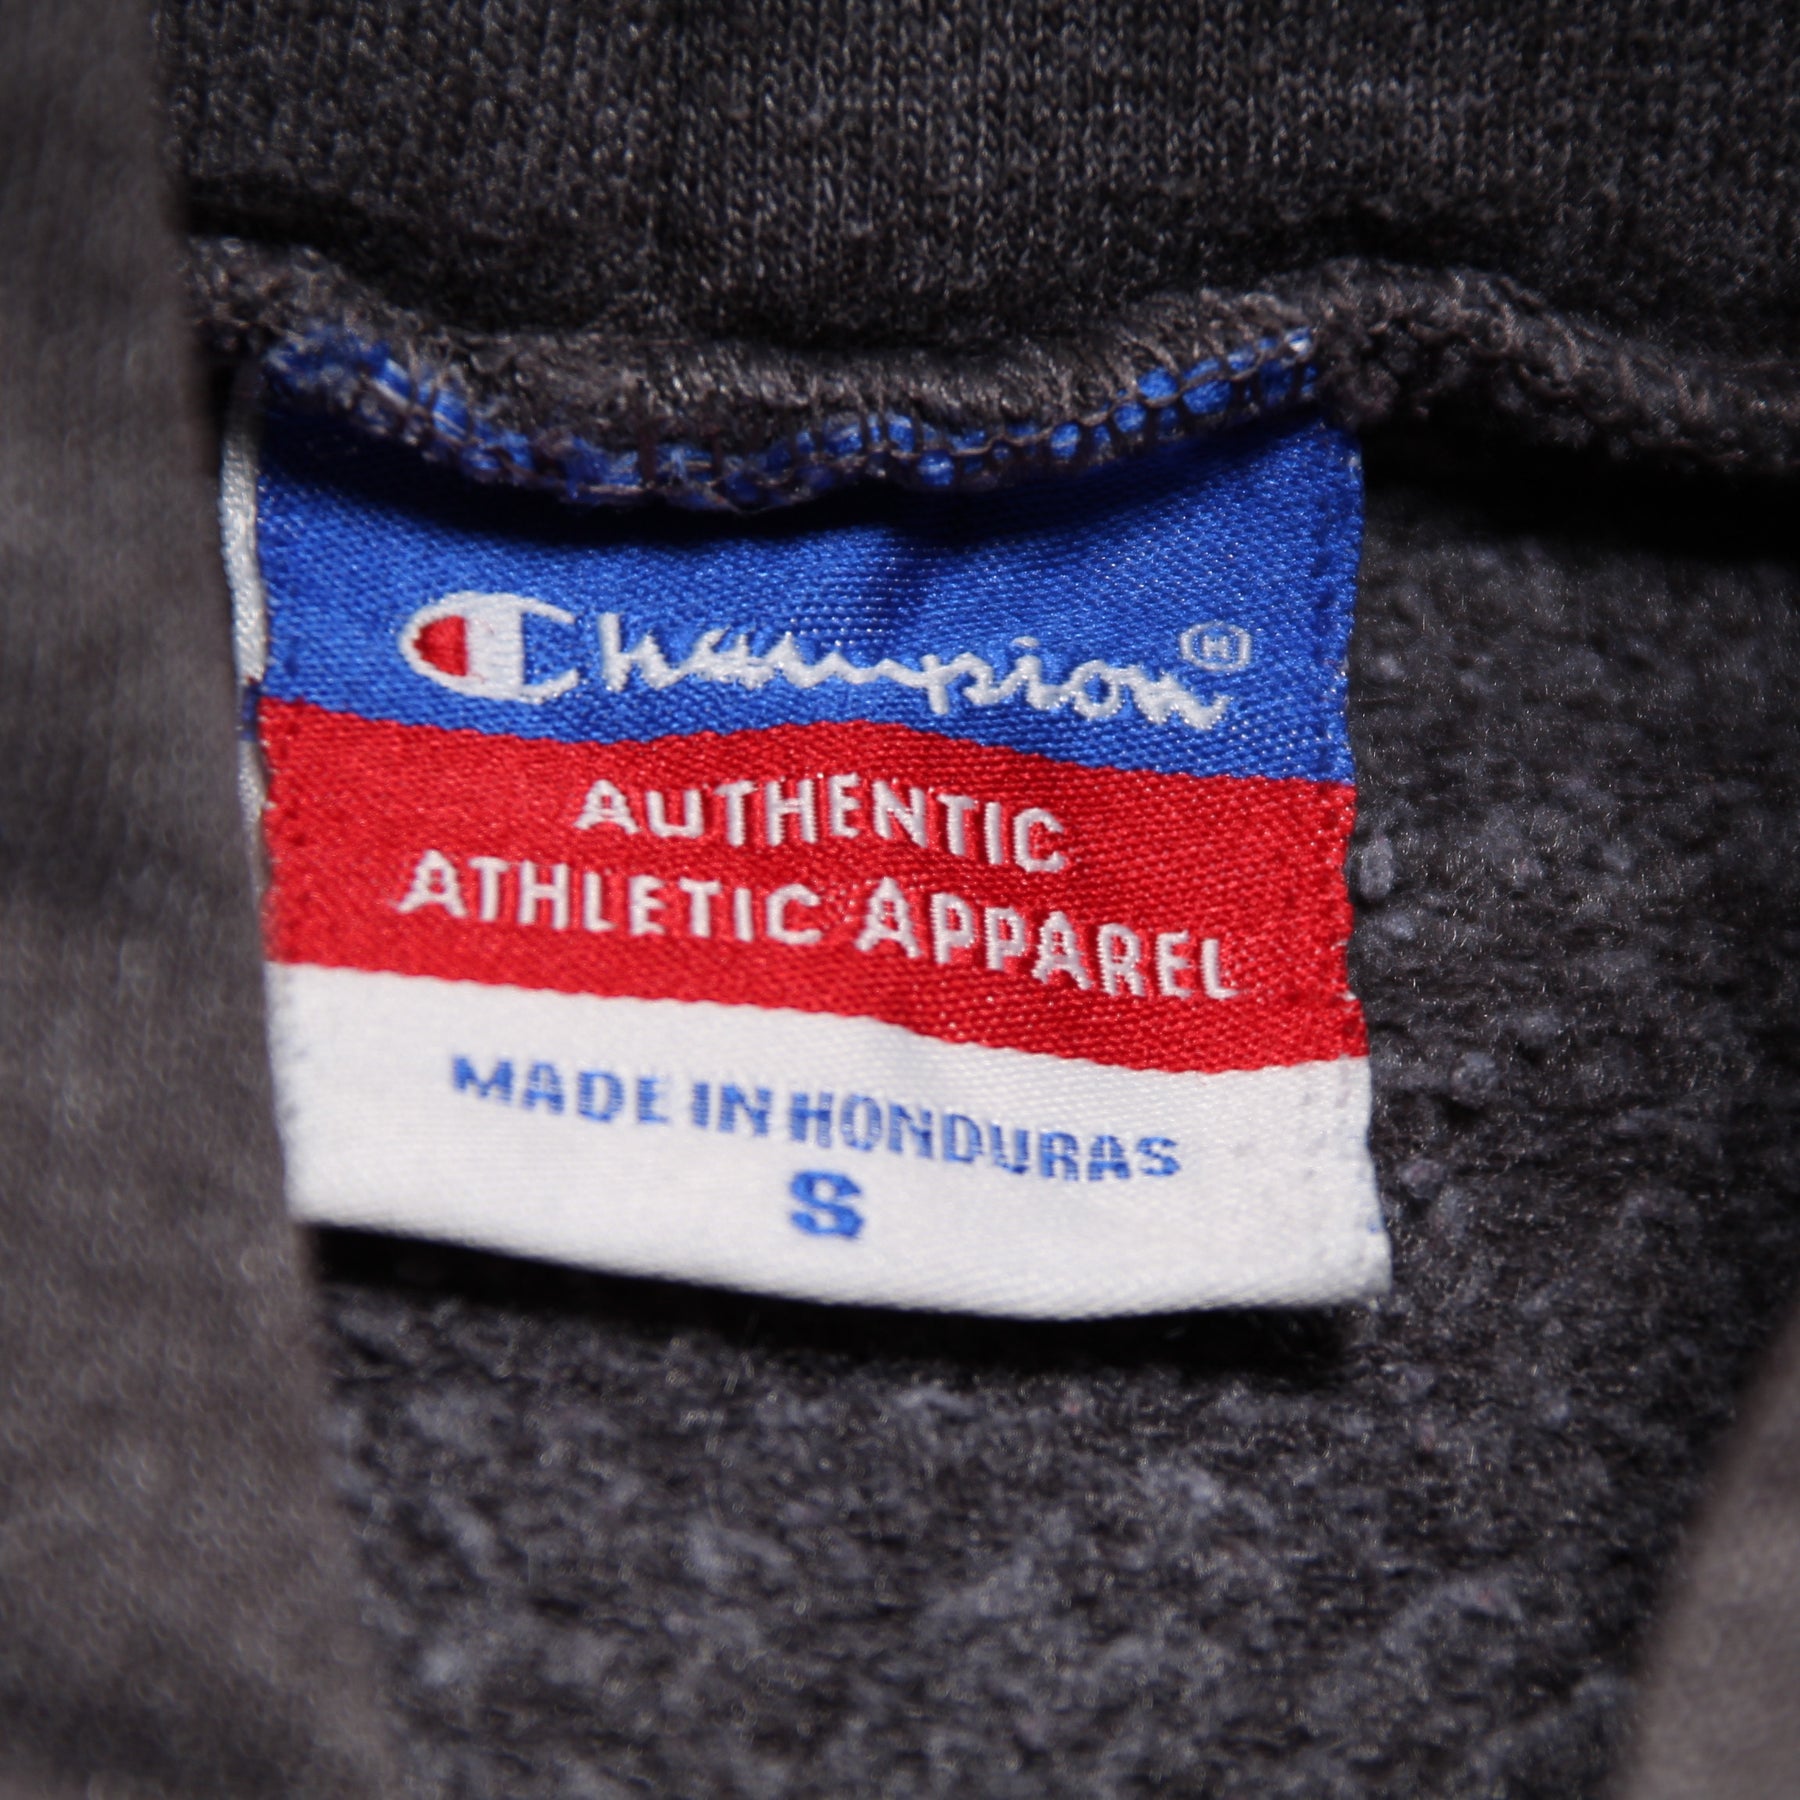 Champion®
AUTHENTIC
ATHLETIC APPAREL
MADE IN HONDURAS
S